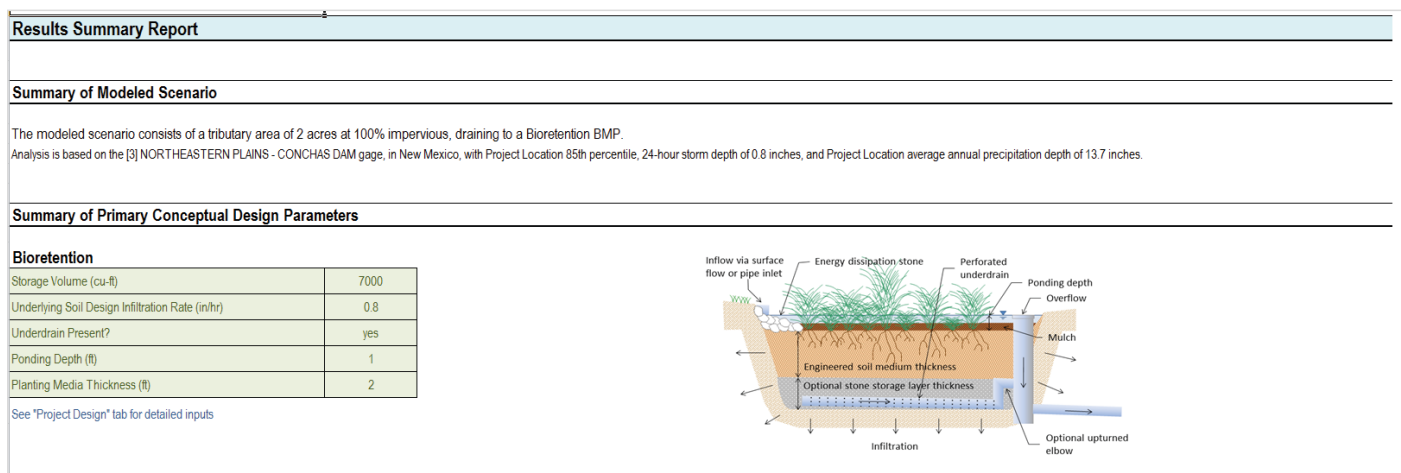 Results Summary Report
Summary of Modeled Scenario
The modeled scenario consists of a tributary area of 2 acres at 100% impervious, draining to a Bioretention BMP.
Analysis is based on the [3] NORTHEASTERN PLAINS - CONCHAS DAM gage, in New Mexico, with Project Location 85th percentile, 24-hour storm depth of 0.8 inches, and Project Location average annual precipitation depth of 13.7 inches.
Summary of Primary Conceptual Design Parameters
Bioretention
Storage Volume (cu-ft) 7000
Underlying Soil Design Infiltration Rate (in/hr) 0.8
Underdrain Present? yes
Ponding Depth (ft) 1
Planting Media Thickness (ft) 2
See "Project Design" tab for detailed inputs
Inflow via surface
flow or pipe inlet
Energy dissipation stone
Perforated
underdrain
Ponding depth
Overflow
Mulch
Engineered soil medium thickness
Optional stone storage layer thickness
Infiltration
Optional upturned
elbow